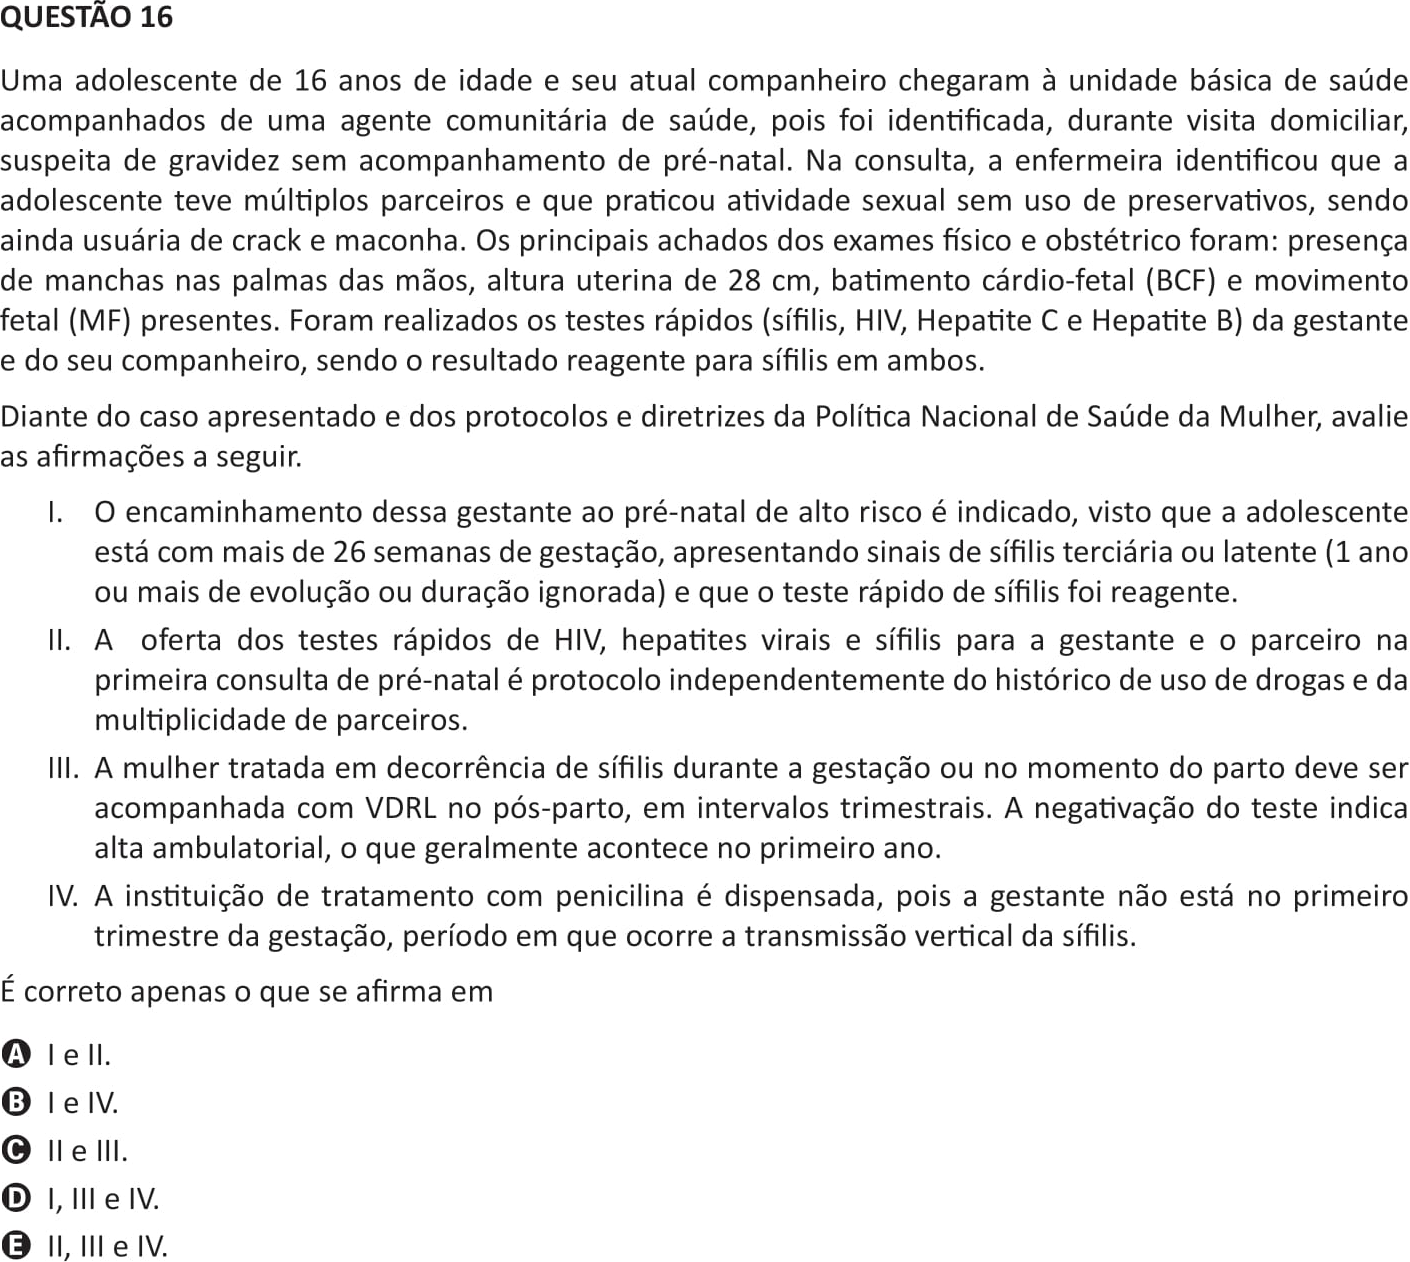 QUESTÃO 16
Uma adolescente de 16 anos de idade e seu atual companheiro chegaram à unidade básica de saúde
acompanhados de uma agente comunitária de saúde, pois foi identificada, durante visita domiciliar,
suspeita de gravidez sem acompanhamento de pré-natal. Na consulta, a enfermeira identificou que a
adolescente teve múltiplos parceiros e que praticou atividade sexual sem uso de preservativos, sendo
ainda usuária de crack e maconha. Os principais achados dos exames físico e obstétrico foram: presença
de manchas nas palmas das mãos, altura uterina de 28 cm, batimento cárdio-fetal (BCF) e movimento
fetal (MF) presentes. Foram realizados os testes rápidos (sífilis, HIV, Hepatite C e Hepatite B) da gestante
e do seu companheiro, sendo o resultado reagente para sífilis em ambos.
Diante do caso apresentado e dos protocolos e diretrizes da Política Nacional de Saúde da Mulher, avalie
as afirmações a seguir.
I. O encaminhamento dessa gestante ao pré-natal de alto risco é indicado, visto que a adolescente
está com mais de 26 semanas de gestação, apresentando sinais de sífilis terciária ou latente (1 ano
ou mais de evolução ou duração ignorada) e que o teste rápido de sífilis foi reagente.
II. A oferta dos testes rápidos de HIV, hepatites virais e sífilis para a gestante e o parceiro na
primeira consulta de pré-natal é protocolo independentemente do histórico de uso de drogas e da
multiplicidade de parceiros.
III. A mulher tratada em decorrência de sífilis durante a gestação ou no momento do parto deve ser
acompanhada com VDRL no pós-parto, em intervalos trimestrais. A negativação do teste indica
alta ambulatorial, o que geralmente acontece no primeiro ano.
IV. A instituição de tratamento com penicilina é dispensada, pois a gestante não está no primeiro
trimestre da gestação, período em que ocorre a transmissão vertical da sífilis.
É correto apenas o que se afirma em
A I e II.
B I e IV.
C II e III.
D I, III e IV.
E II, III e IV.